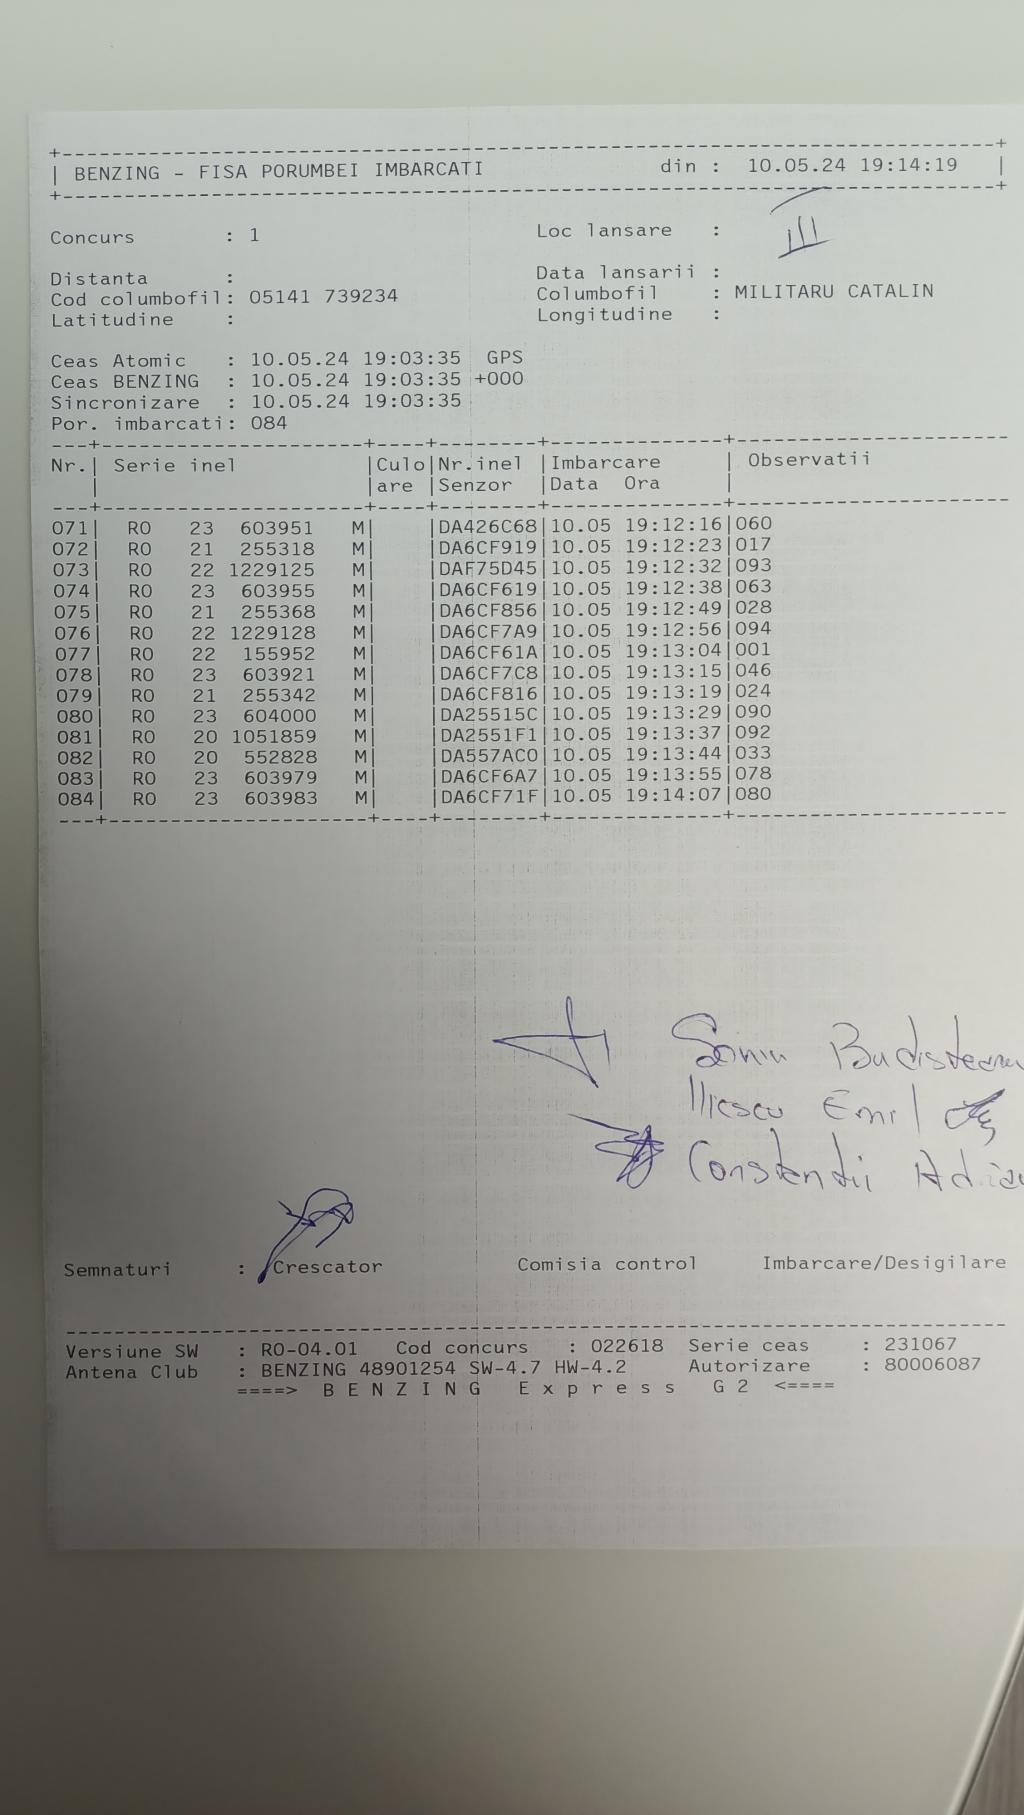 BENZING - FISA PORUMBEI IMBARCATI din : 10.05.24 19:14:19
III
Concurs : 1 Loc lansare :
Distanta : Data lansarii :
Cod columbofil: 05141 739234 Columbofil : MILITARU CATALIN
Latitudine : Longitudine :
Ceas Atomic : 10.05.24 19:03:35 GPS
Ceas BENZING : 10.05.24 19:03:35 +000
Sincronizare : 10.05.24 19:03:35
Por. imbarcati: 084
Nr.| Serie inel |Culo|Nr.inel |Imbarcare | Observatii
| |are |Senzor |Data Ora |
071| RO 23 603951 M| |DA426C68|10.05 19:12:16|060
072| RO 21 255318 M| |DA6CF919|10.05 19:12:23|017
073| RO 22 1229125 M| |DAF75D45|10.05 19:12:32|093
074| RO 23 603955 M| |DA6CF619|10.05 19:12:38|063
075| RO 21 255368 M| |DA6CF856|10.05 19:12:49|028
076| RO 22 1229128 M| |DA6CF7A9|10.05 19:12:56|094
077| RO 22 155952 M| |DA6CF61A|10.05 19:13:04|001
078| RO 23 603921 M| |DA6CF7C8|10.05 19:13:15|046
079| RO 21 255342 M| |DA6CF816|10.05 19:13:19|024
080| RO 23 604000 M| |DA25515C|10.05 19:13:29|090
081| RO 20 1051859 M| |DA2551F1|10.05 19:13:37|092
082| RO 20 552828 M| |DA557AC0|10.05 19:13:44|033
083| RO 23 603979 M| |DA6CF6A7|10.05 19:13:55|078
084| RO 23 603983 M| |DA6CF71F|10.05 19:14:07|080
Emil
Semnaturi : Crescator Comisia control Imbarcare/Desigilare
Versiune SW : RO-04.01 Cod concurs : 022618 Serie ceas : 231067
Antena Club : BENZING 48901254 SW-4.7 HW-4.2 Autorizare : 80006087
====> B E N Z I N G E x p r e s s G 2 <====